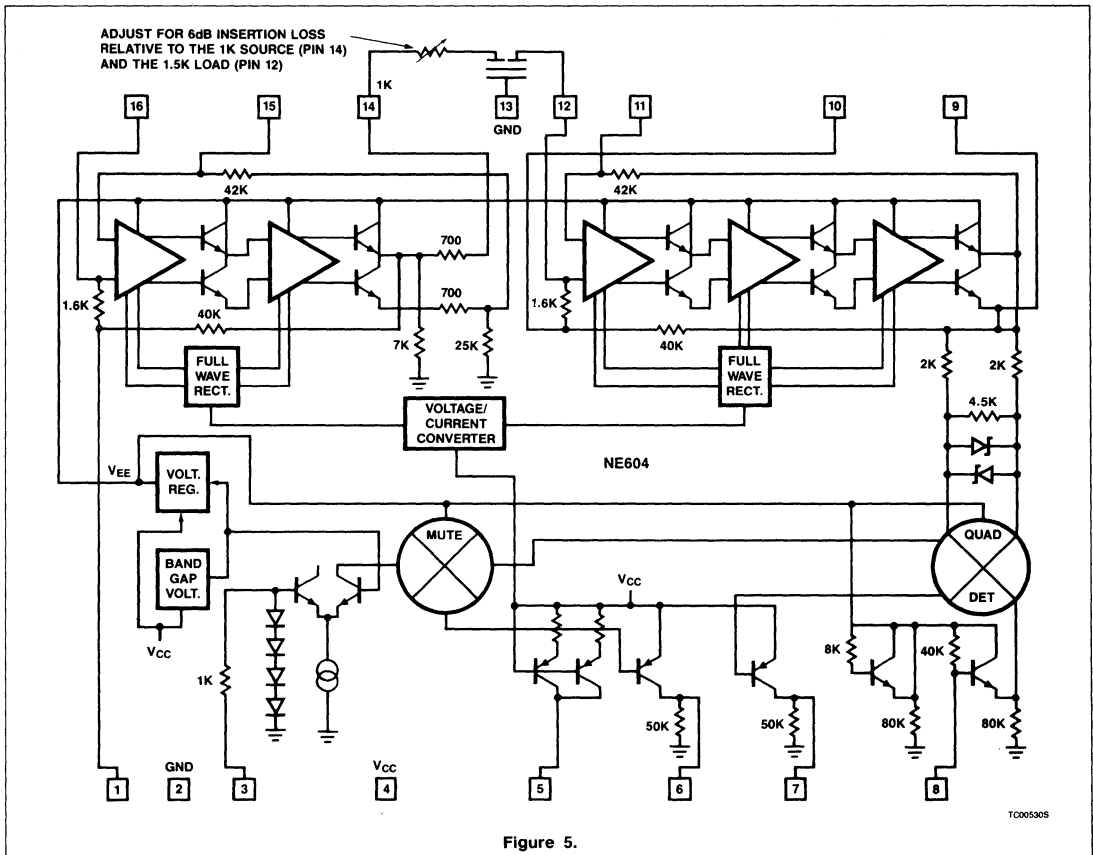 ADJUST FOR 6dB INSERTION LOSS
RELATIVE TO THE 1K SOURCE (PIN 14)
AND THE 1.5K LOAD (PIN 12)
1K
16
15
14
13
12
11
10
9
GND
42K
42K
700
700
1.6K
40K
7K
25K
1.6K
40K
2K
2K
4.5K
FULL
WAVE
RECT.
FULL
WAVE
RECT.
VOLTAGE/
CURRENT
CONVERTER
NE604
VEE
VOLT.
REG.
BAND
GAP
VOLT.
VCC
MUTE
QUAD
DET
VCC
1K
50K
50K
8K
40K
80K
80K
GND
VCC
1
2
3
4
5
6
7
8
TC00530S
Figure 5.